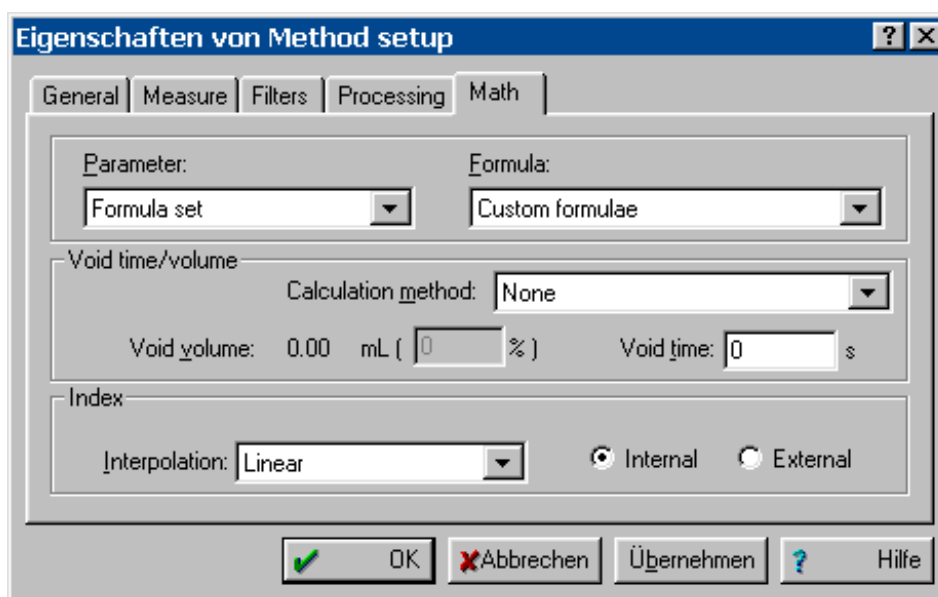 Eigenschaften von Method setup
General Measure Filters Processing Math
Parameter: Formula:
Formula set Custom formulae
Void time/volume
Calculation method: None
Void volume: 0.00 mL ( 0 % ) Void time: 0 s
Index
Interpolation: Linear Internal External
OK Abbrechen Übernehmen ? Hilfe